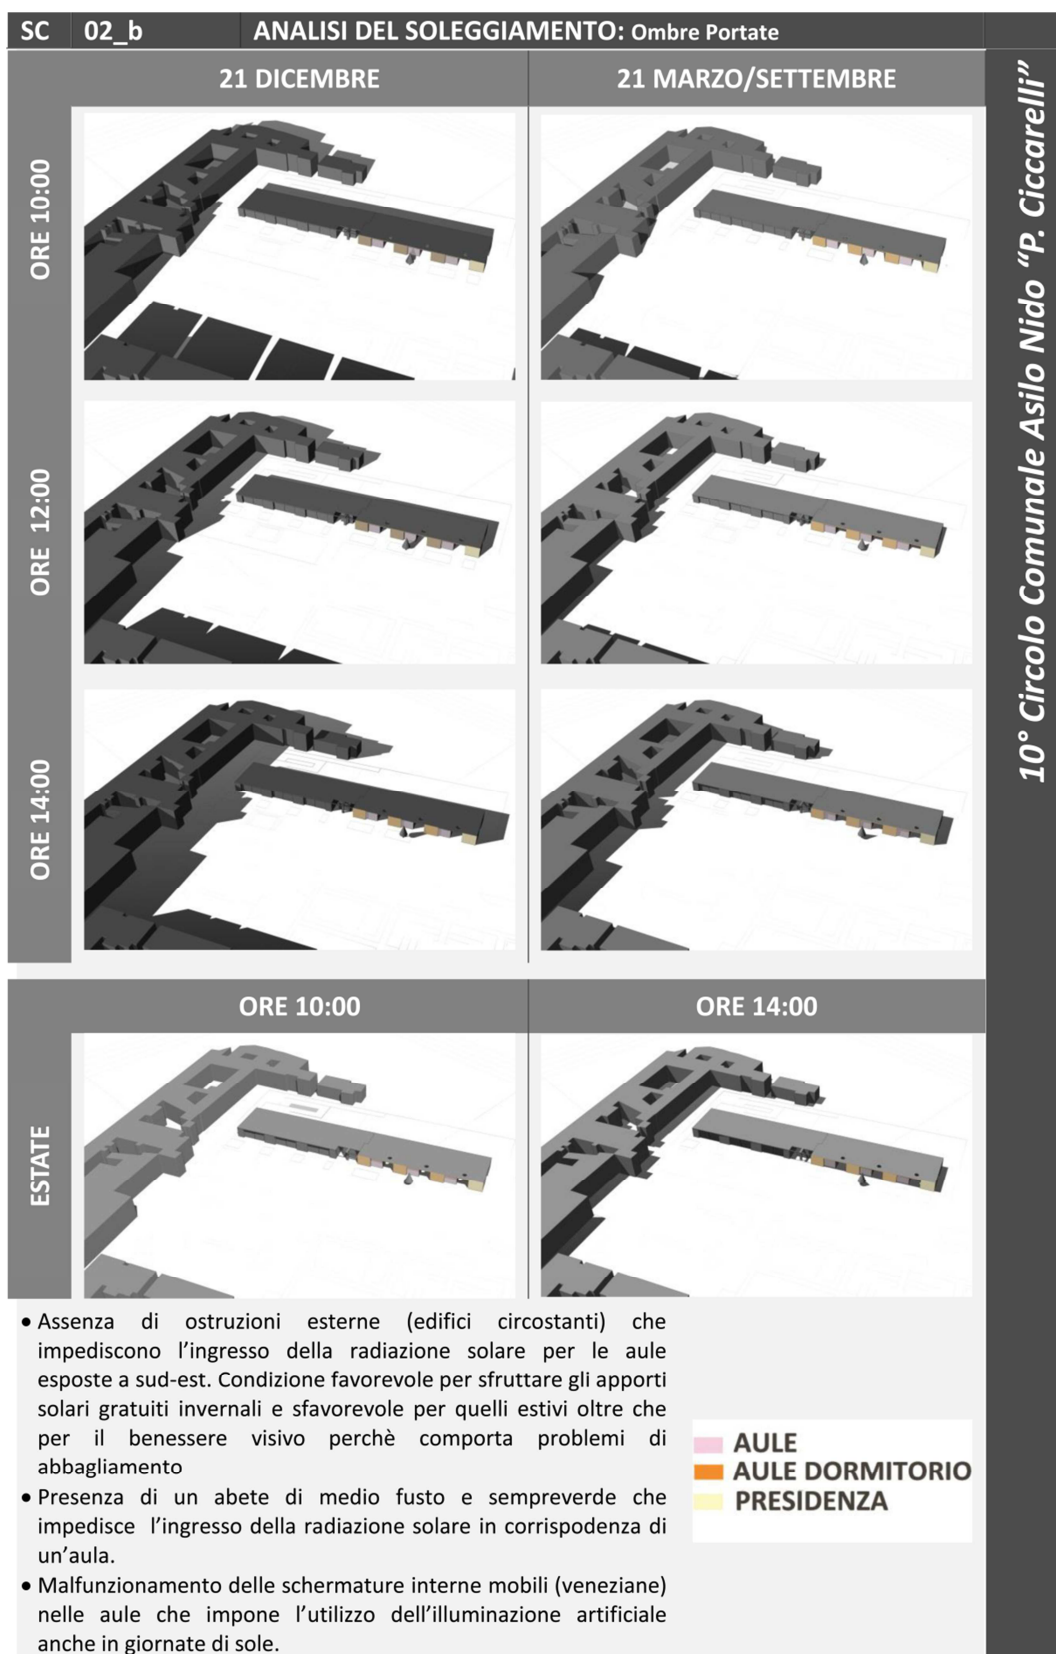 SC 02_b ANALISI DEL SOLEGGIAMENTO: Ombre Portate
10° Circolo Comunale Asilo Nido “P. Ciccarelli”
21 DICEMBRE 21 MARZO/SETTEMBRE
ORE 10:00
ORE 12:00
ORE 14:00
ORE 10:00 ORE 14:00
ESTATE
• Assenza di ostruzioni esterne (edifici circostanti) che
impediscono l’ingresso della radiazione solare per le aule
esposte a sud-est. Condizione favorevole per sfruttare gli apporti
solari gratuiti invernali e sfavorevole per quelli estivi oltre che
per il benessere visivo perchè comporta problemi di
abbagliamento
• Presenza di un abete di medio fusto e sempreverde che
impedisce l’ingresso della radiazione solare in corrispodenza di
un’aula.
• Malfunzionamento delle schermature interne mobili (veneziane)
nelle aule che impone l’utilizzo dell’illuminazione artificiale
anche in giornate di sole.
AULE
AULE DORMITORIO
PRESIDENZA